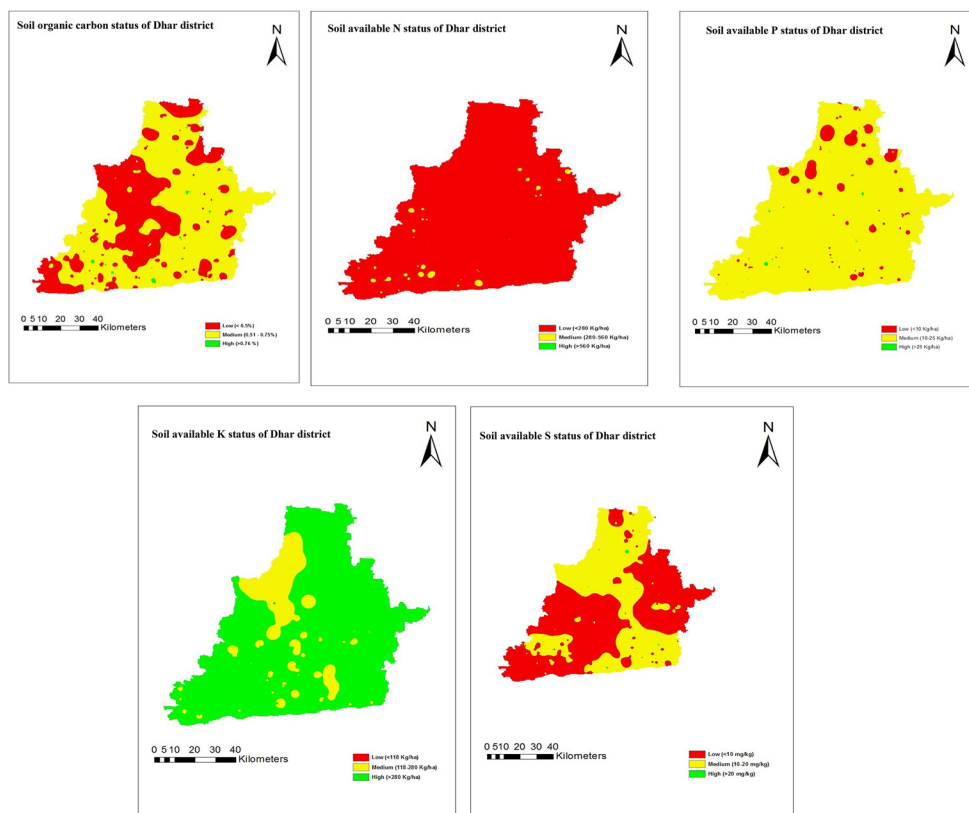 Soil organic carbon status of Dhar district
N
0 5 10 20 30 40
Kilometers
Low (< 0.5%)
Medium (0.51 - 0.75%)
High (>0.76 %)
Soil available N status of Dhar district
N
0 5 10 20 30 40
Kilometers
Low (<280 Kg/ha)
Medium (280-560 Kg/ha)
High (>560 Kg/ha)
Soil available P status of Dhar district
N
0 5 10 20 30 40
Kilometers
Low (<10 Kg/ha)
Medium (10-25 Kg/ha)
High (>25 Kg/ha)
Soil available K status of Dhar district
N
0 5 10 20 30 40
Kilometers
Low (<118 Kg/ha)
Medium (118-280 Kg/ha)
High (>280 Kg/ha)
Soil available S status of Dhar district
N
0 510 20 30 40
Kilometers
Low (<10 mg/kg)
Medium (10-20 mg/kg)
High (>20 mg/kg)